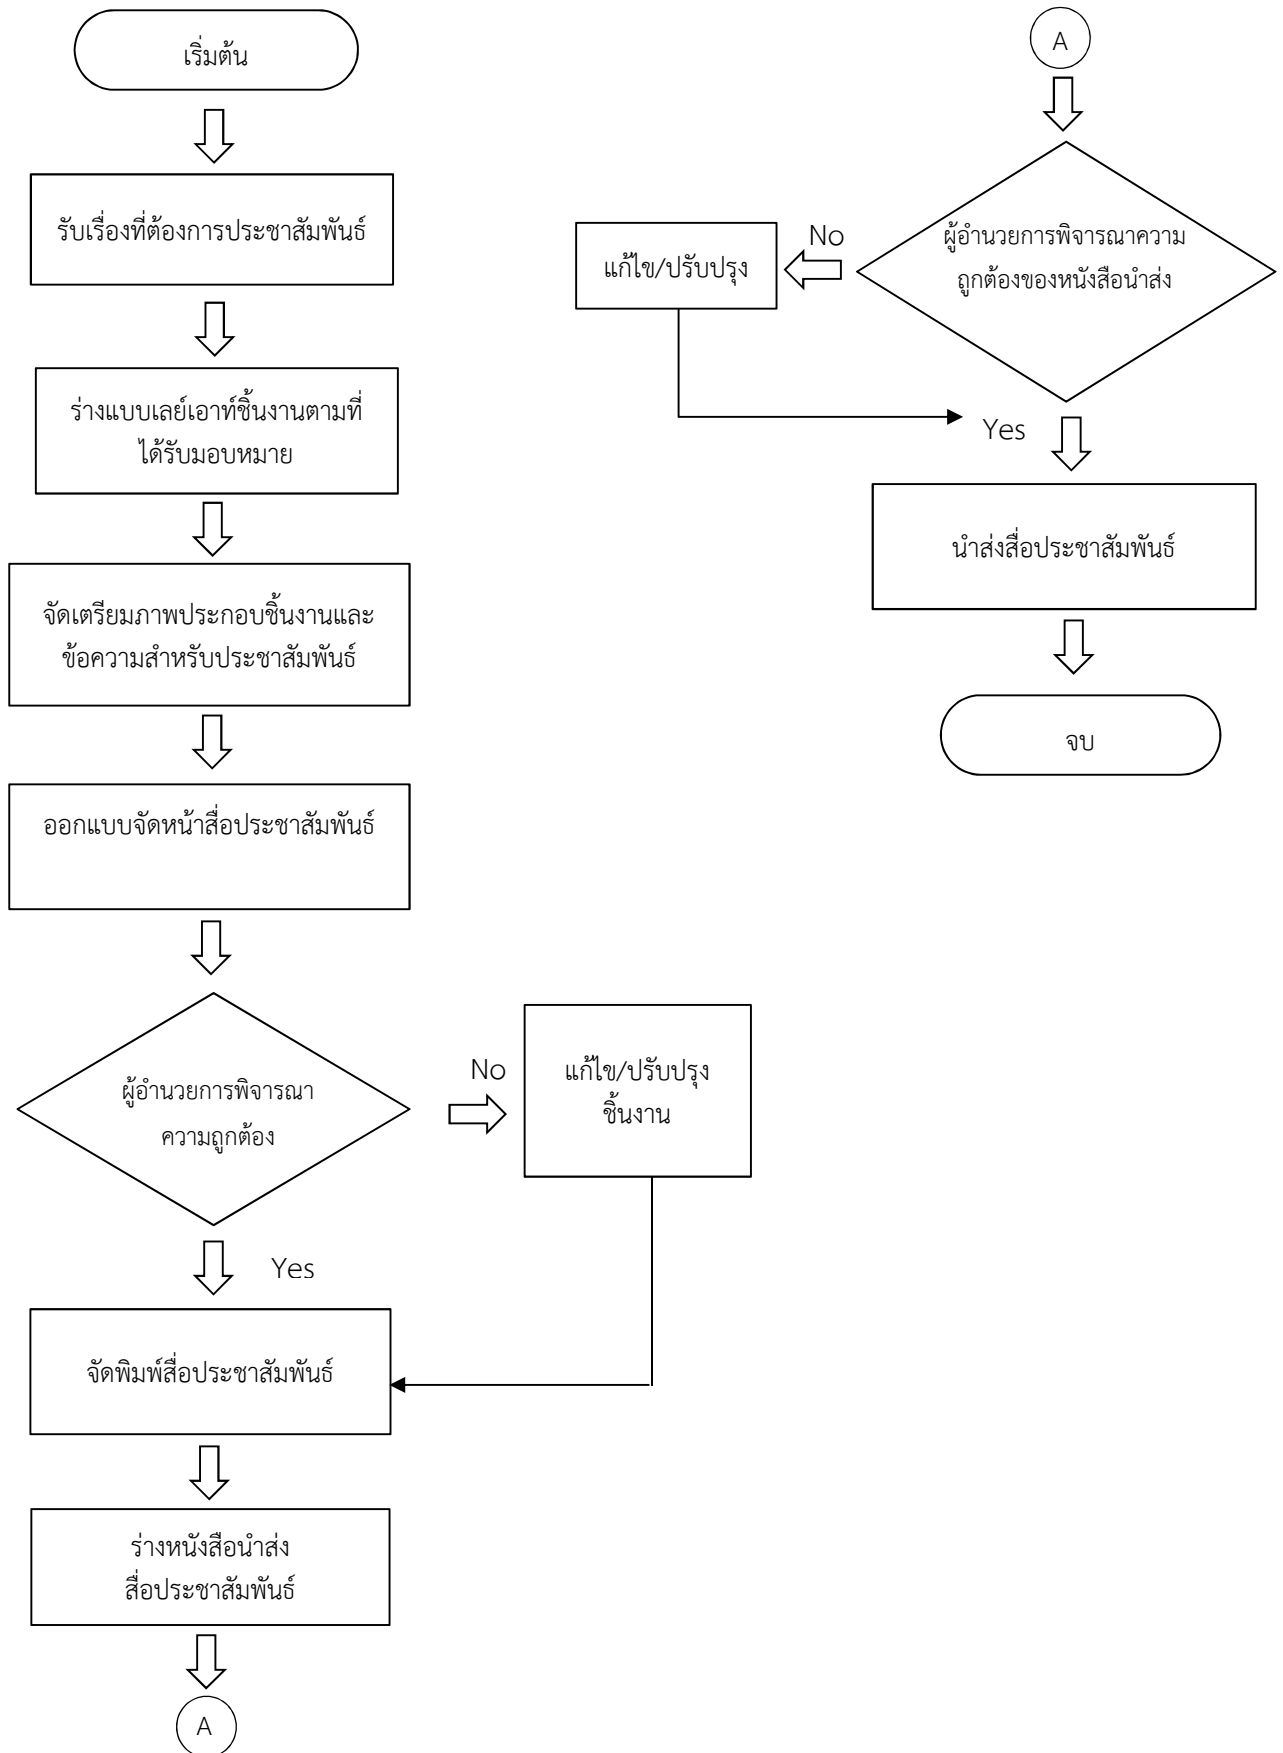 เริ่มต้น
รับเรื่องที่ต้องการประชาสัมพันธ์
ร่างแบบเลย์เอาท์ชิ้นงานตามที่
ได้รับมอบหมาย
จัดเตรียมภาพประกอบชิ้นงานและ
ข้อความสำหรับประชาสัมพันธ์
ออกแบบจัดหน้าสื่อประชาสัมพันธ์
ผู้อำนวยการพิจารณา
ความถูกต้อง
No
แก้ไข/ปรับปรุง
ชิ้นงาน
Yes
จัดพิมพ์สื่อประชาสัมพันธ์
ร่างหนังสือนำส่ง
สื่อประชาสัมพันธ์
A
A
ผู้อำนวยการพิจารณาความ
ถูกต้องของหนังสือนำส่ง
No
แก้ไข/ปรับปรุง
Yes
นำส่งสื่อประชาสัมพันธ์
จบ